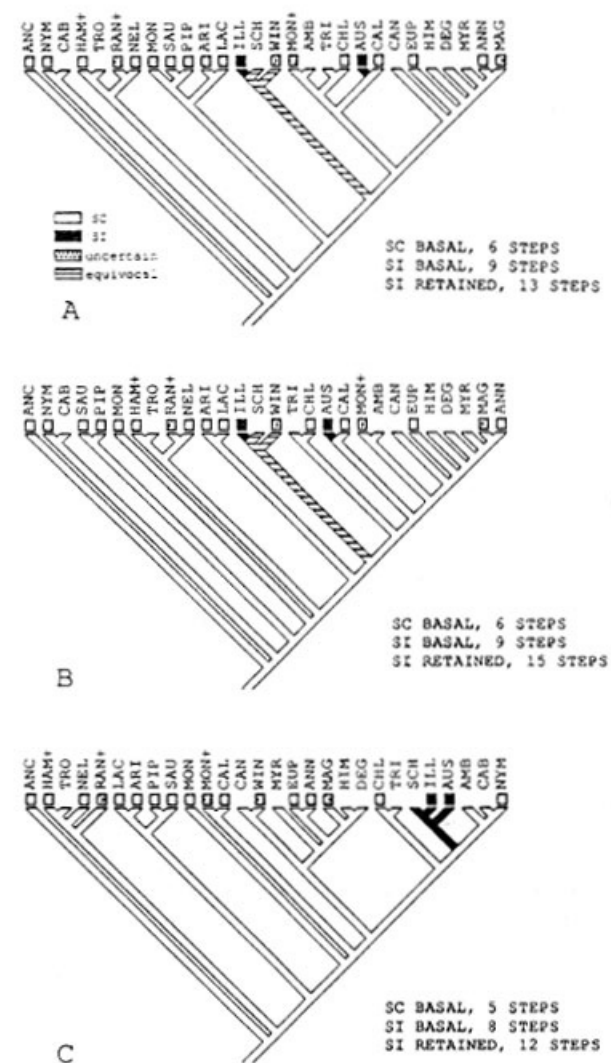 ANC NYM CAB HAM+ TRO RAN+ NEL MON SAU PIP ARI LAC ILL SCH WIN MON+ AMB TRI CHL AUS CAL CAN EUP HIM DEG MYR ANN MAG
SC
SI
uncertain
equivocal
SC BASAL, 6 STEPS
SI BASAL, 9 STEPS
SI RETAINED, 13 STEPS
A
ANC NYM CAB SAU PIP MON HAM+ TRO RAN+ NEL ARI LAC ILL SCH WIN TRI CHL AUS CAL MON+ AMB CAN EUP HIM DEG MYR MAG ANN
SC BASAL, 6 STEPS
SI BASAL, 9 STEPS
SI RETAINED, 15 STEPS
B
ANC HAM+ TRO NEL RAN+ LAC ARI PIP SAU MON MON+ CAL CAN WIN MYR EUP ANN MAG HIM DEG CHL TRI SCH ILL AUS AMB CAB NYM
SC BASAL, 5 STEPS
SI BASAL, 8 STEPS
SI RETAINED, 12 STEPS
C